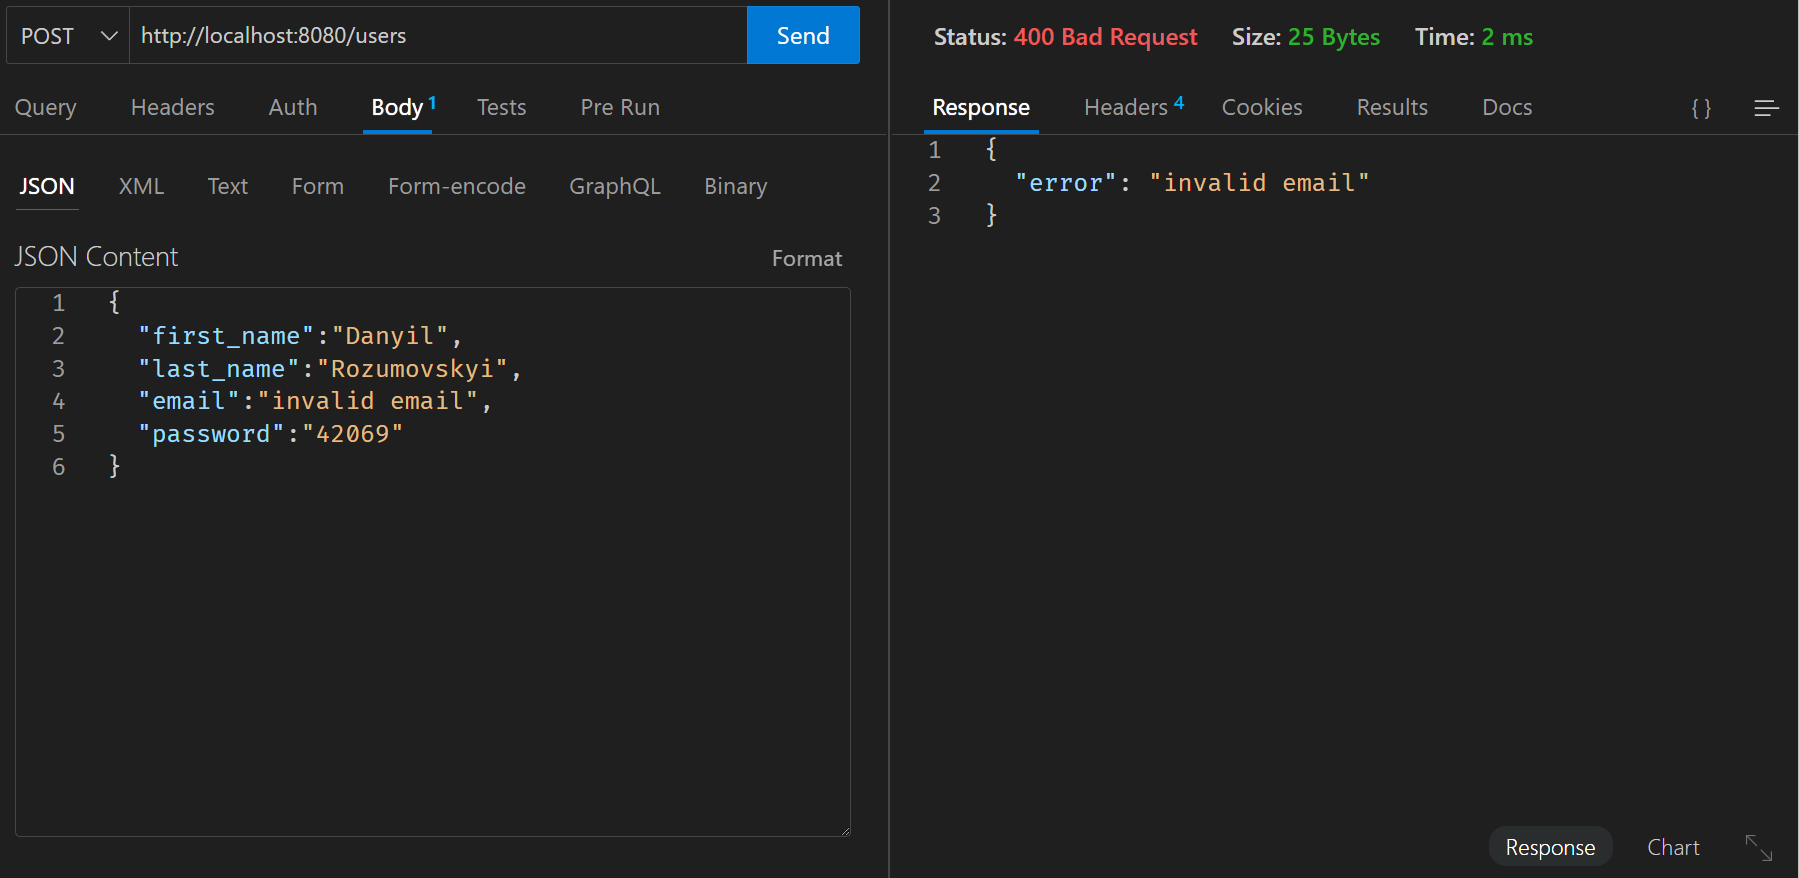 POST http://localhost:8080/users Send
Query Headers Auth Body 1 Tests Pre Run
JSON XML Text Form Form-encode GraphQL Binary
JSON Content Format
1 {
2 "first_name":"Danyil",
3 "last_name":"Rozumovskyi",
4 "email":"invalid email",
5 "password":"42069"
6 }
Status: 400 Bad Request Size: 25 Bytes Time: 2 ms
Response Headers 4 Cookies Results Docs { }
1 {
2 "error": "invalid email"
3 }
Response Chart